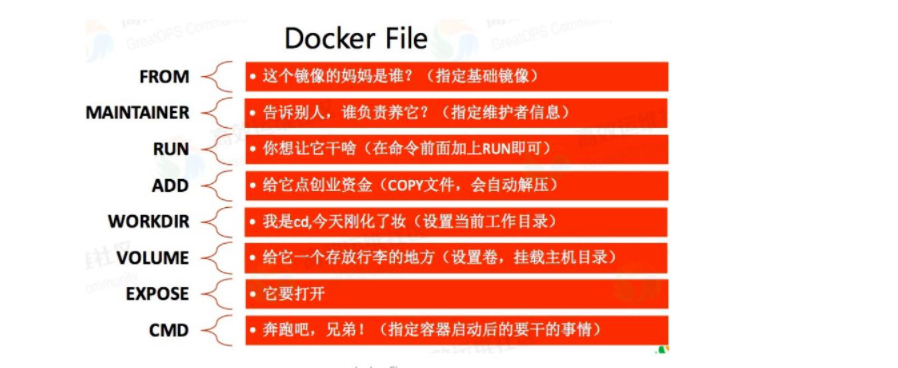 Docker File
FROM
• 这个镜像的妈妈是谁？（指定基础镜像）
MAINTAINER
• 告诉别人，谁负责养它？（指定维护者信息）
RUN
• 你想让它干啥（在命令前面加上RUN即可）
ADD
• 给它点创业资金（COPY文件，会自动解压）
WORKDIR
• 我是cd,今天刚化了妆（设置当前工作目录）
VOLUME
• 给它一个存放行李的地方（设置卷，挂载主机目录）
EXPOSE
• 它要打开
CMD
• 奔跑吧，兄弟！（指定容器启动后的要干的事情）